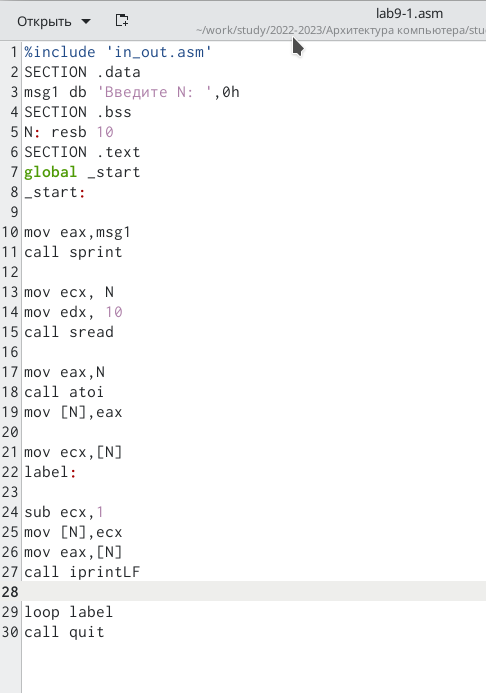 Открыть
lab9-1.asm
~/work/study/2022-2023/Архитектура компьютера/stu
1 %include 'in_out.asm'
2 SECTION .data
3 msg1 db 'Введите N: ',0h
4 SECTION .bss
5 N: resb 10
6 SECTION .text
7 global _start
8 _start:
9
10 mov eax,msg1
11 call sprint
12
13 mov ecx, N
14 mov edx, 10
15 call sread
16
17 mov eax,N
18 call atoi
19 mov [N],eax
20
21 mov ecx,[N]
22 label:
23
24 sub ecx,1
25 mov [N],ecx
26 mov eax,[N]
27 call iprintLF
28
29 loop label
30 call quit